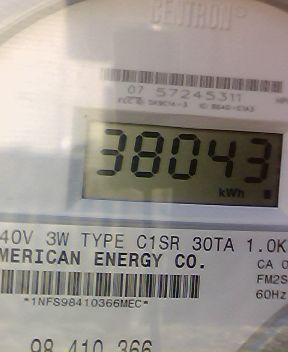 CENTRON®
07 57245311
38043
kWh
40V 3W TYPE C1SR 30TA 1.0K
MERICAN ENERGY CO.
CA 0
FM2S
60Hz
*1NFS98410366MEC*
98 410 366